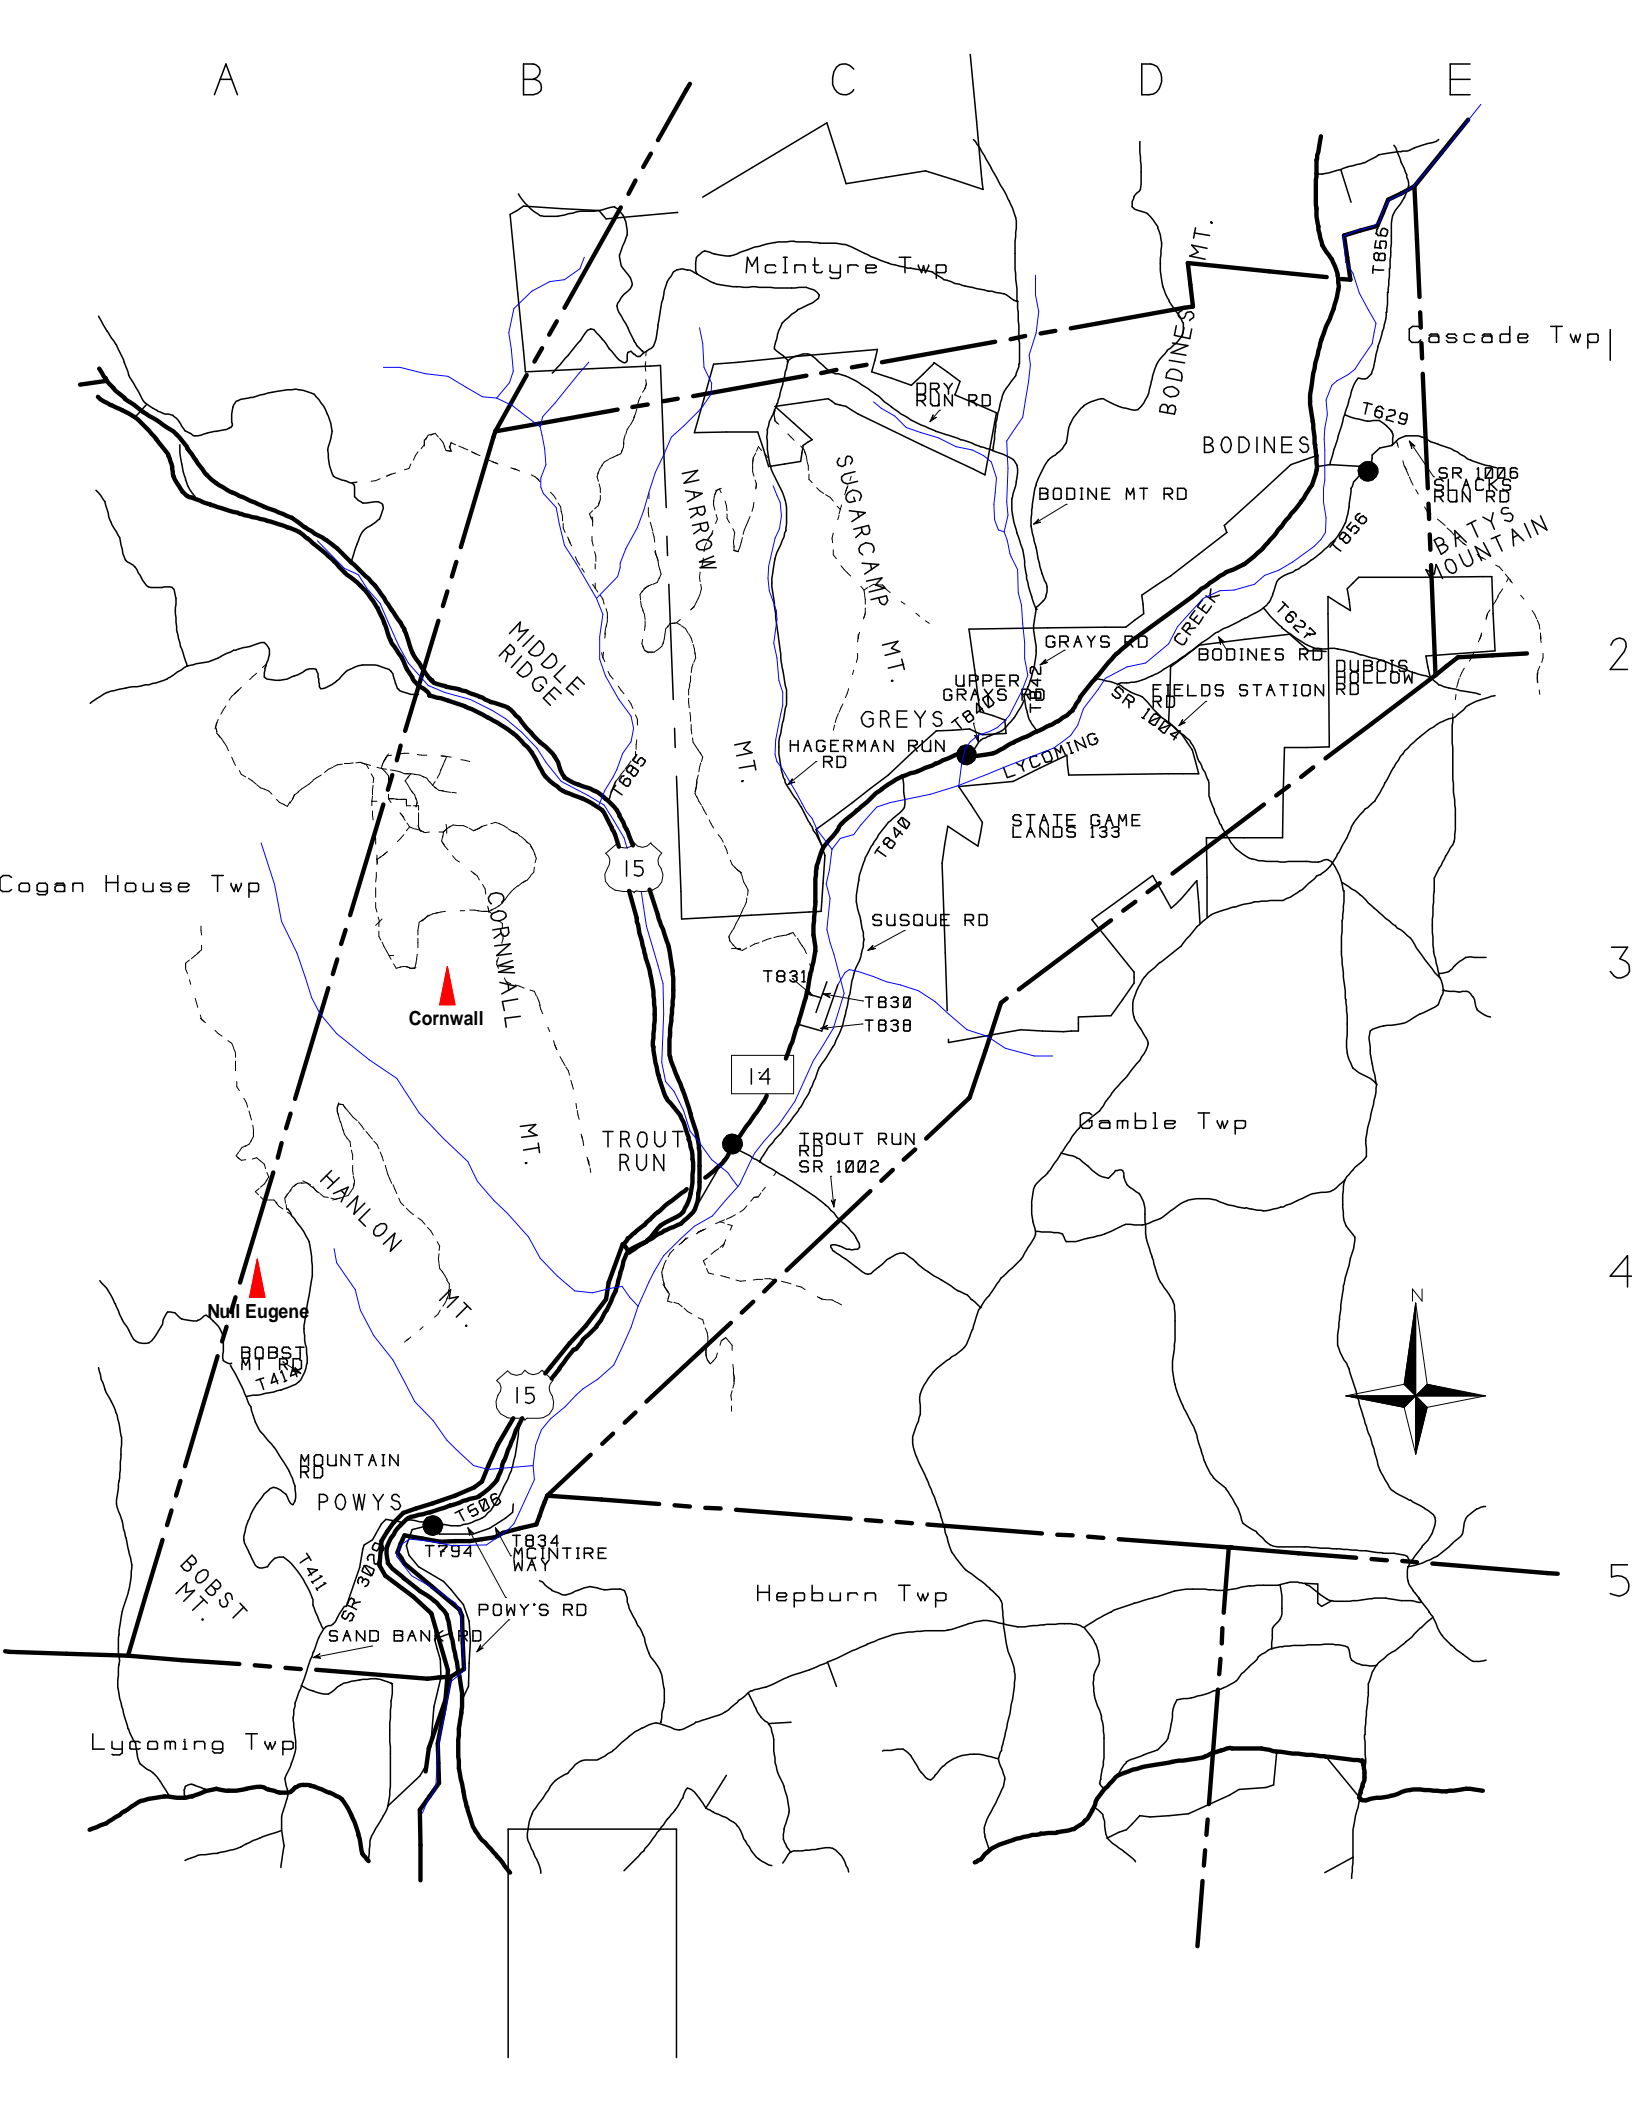 A B C D E
McIntyre Twp
BODINES MT.
T856
Cascade Twp
DRY
RUN RD
T629
BODINES
SR 1006
SLACKS
RUN RD
NARROW
MT.
SUGARCAMP
MT.
BODINE MT RD
T856
BATYS
MOUNTAIN
MIDDLE
RIDGE
CREEK
T627
GRAYS RD
BODINES RD
2
DUBOIS
HOLLOW
RD
UPPER
GRAYS RD
T842
T840
FIELDS STATION
RD
SR 1004
GREYS
HAGERMAN RUN
RD
LYCOMING
T685
STATE GAME
LANDS 133
T840
15
Cogan House Twp
CORNWALL
MT.
SUSQUE RD
3
T831
T830
T838
Cornwall
14
Gamble Twp
TROUT
RUN
TROUT RUN
RD
SR 1002
HANLON
MT.
4
N
Null Eugene
BOBST
MT RD
T414
15
MOUNTAIN
RD
POWYS
T506
T834
T794
MCINTIRE
WAY
BOBST
MT.
T411
SR 3029
5
Hepburn Twp
POWY'S RD
SAND BANK RD
Lycoming Twp